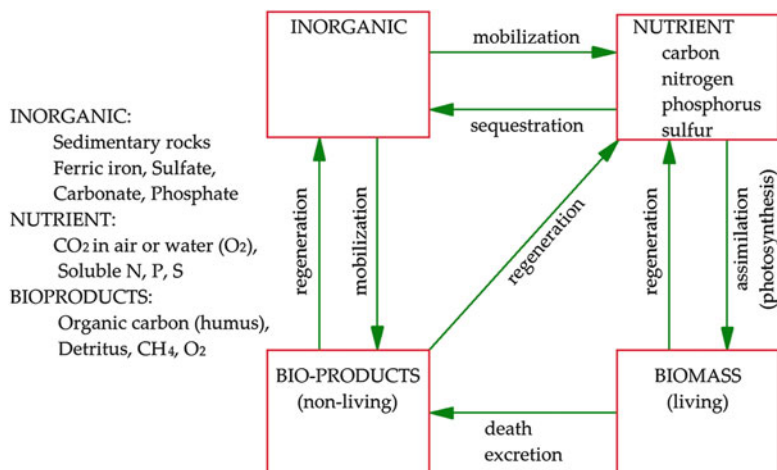 INORGANIC
mobilization
NUTRIENT
carbon
nitrogen
phosphorus
sulfur
sequestration
INORGANIC:
Sedimentary rocks
Ferric iron, Sulfate,
Carbonate, Phosphate
NUTRIENT:
CO₂ in air or water (O₂),
Soluble N, P, S
BIOPRODUCTS:
Organic carbon (humus),
Detritus, CH₄, O₂
regeneration
mobilization
regeneration
regeneration
assimilation
(photosynthesis)
BIO-PRODUCTS
(non-living)
BIOMASS
(living)
death
excretion